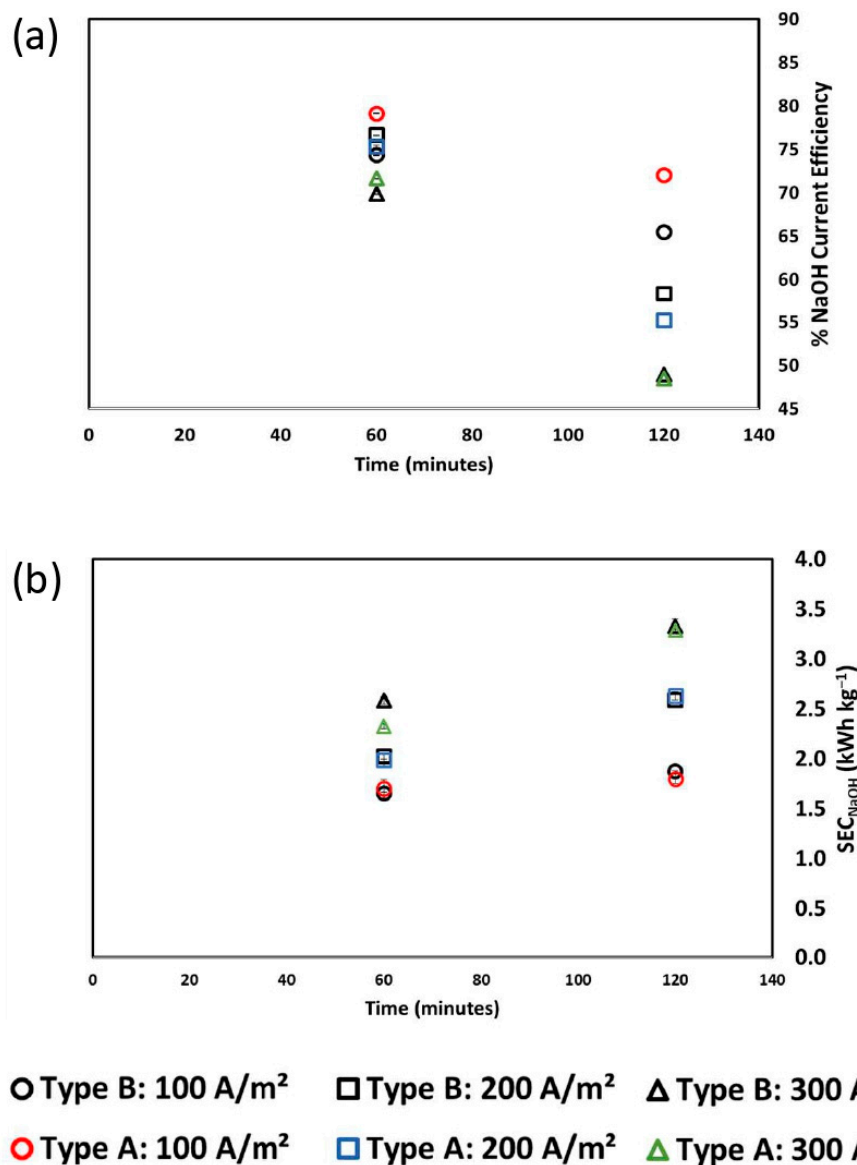 (a)
90
85
80
75
70
65
60
55
50
45
% NaOH Current Efficiency
0 20 40 60 80 100 120 140
Time (minutes)
(b)
4.0
3.5
3.0
2.5
2.0
1.5
1.0
0.5
0.0
SEC_NaOH (kWh kg⁻¹)
0 20 40 60 80 100 120 140
Time (minutes)
Type B: 100 A/m² Type B: 200 A/m² Type B: 300 A
Type A: 100 A/m² Type A: 200 A/m² Type A: 300 A